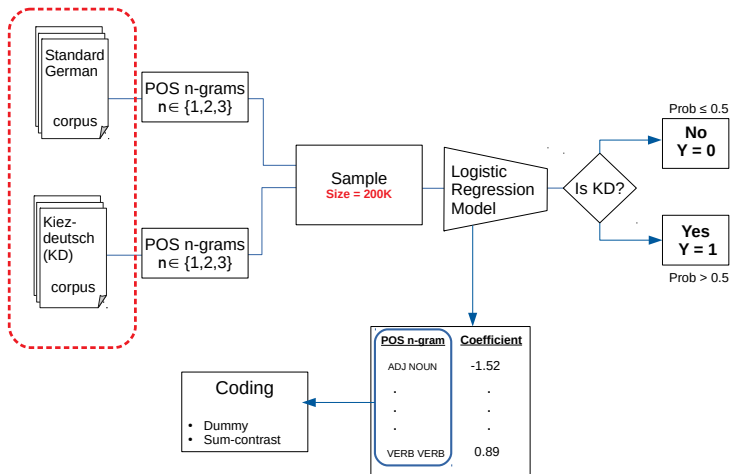 Standard
German
corpus
POS n-grams
n∈ {1,2,3}
Kiez-
deutsch
(KD)
corpus
POS n-grams
n∈ {1,2,3}
Sample
Size = 200K
Logistic
Regression
Model
Is KD?
Prob ≤ 0.5
No
Y = 0
Yes
Y = 1
Prob > 0.5
POS n-gram Coefficient
ADJ NOUN -1.52
. .
. .
. .
VERB VERB 0.89
Coding
• Dummy
• Sum-contrast